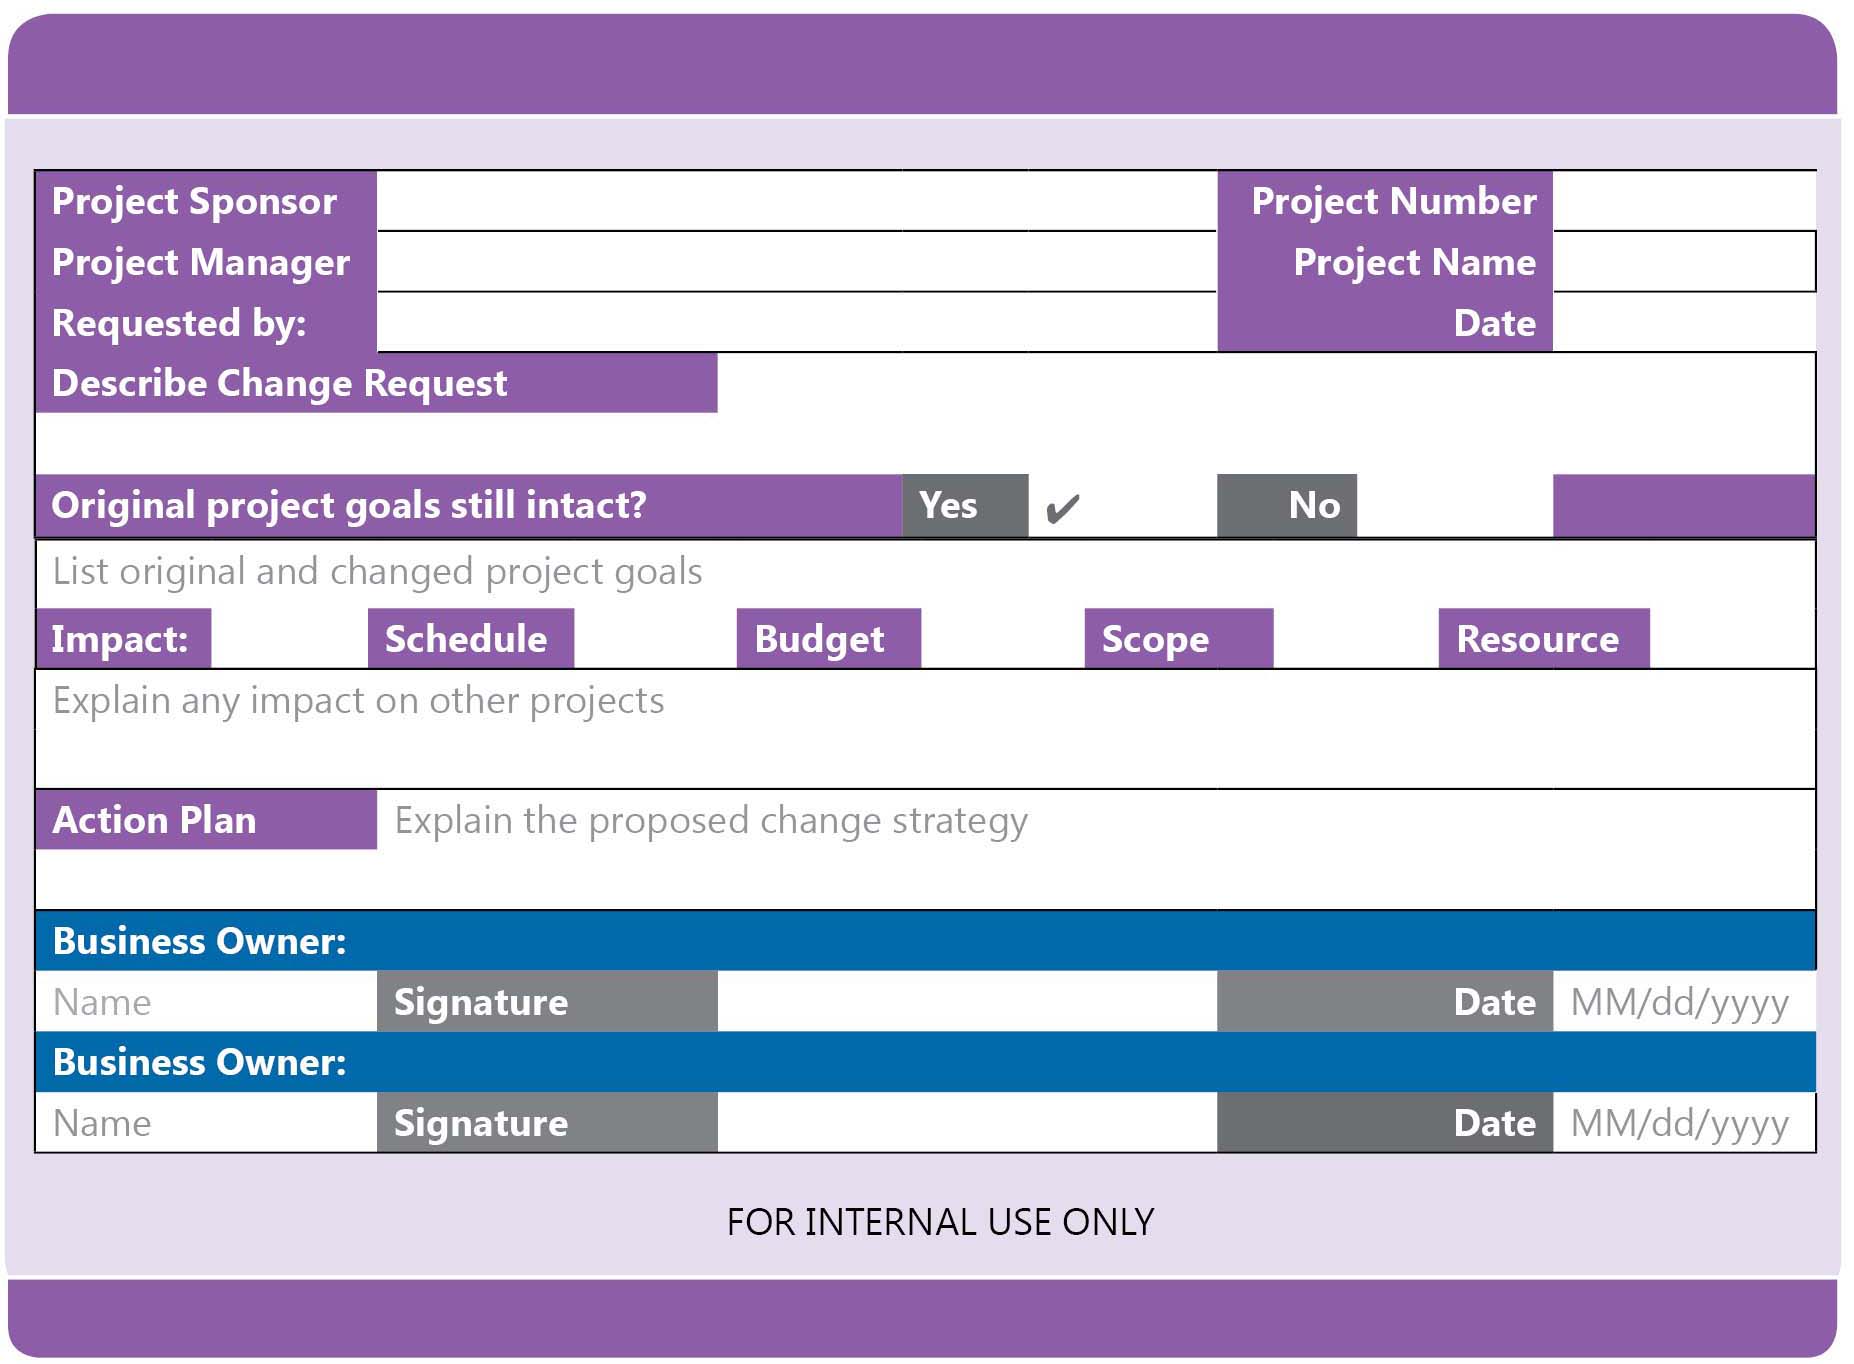 Project Sponsor Project Number
Project Manager Project Name
Requested by: Date
Describe Change Request
Original project goals still intact? Yes ✔ No
List original and changed project goals
Impact: Schedule Budget Scope Resource
Explain any impact on other projects
Action Plan Explain the proposed change strategy
Business Owner:
Name Signature Date MM/dd/yyyy
Business Owner:
Name Signature Date MM/dd/yyyy
FOR INTERNAL USE ONLY